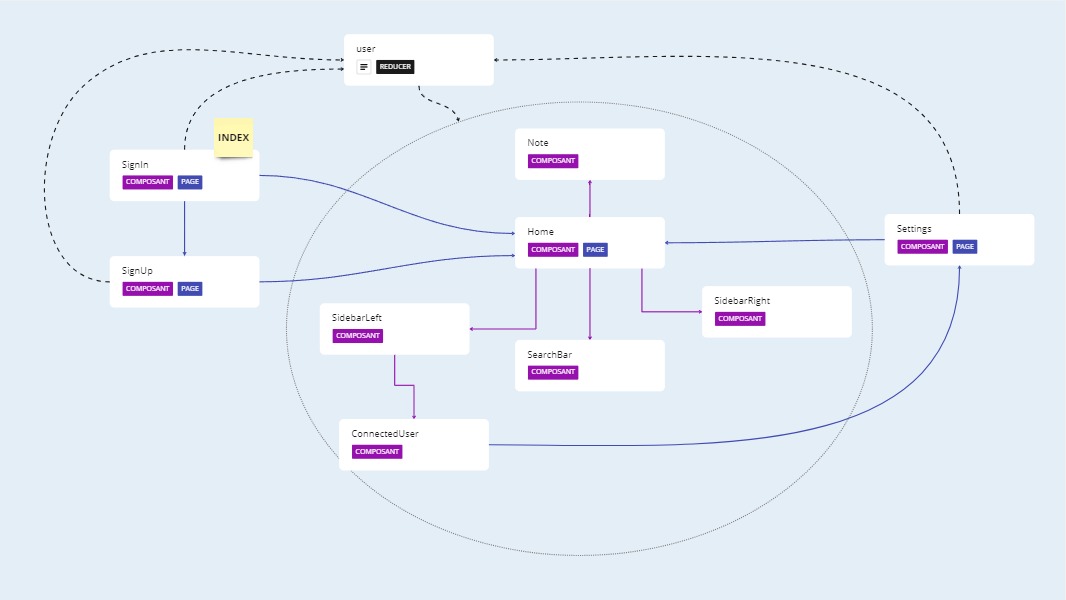 user
REDUCER
INDEX
SignIn
COMPOSANT PAGE
SignUp
COMPOSANT PAGE
Note
COMPOSANT
Home
COMPOSANT PAGE
Settings
COMPOSANT PAGE
SidebarLeft
COMPOSANT
SidebarRight
COMPOSANT
SearchBar
COMPOSANT
ConnectedUser
COMPOSANT